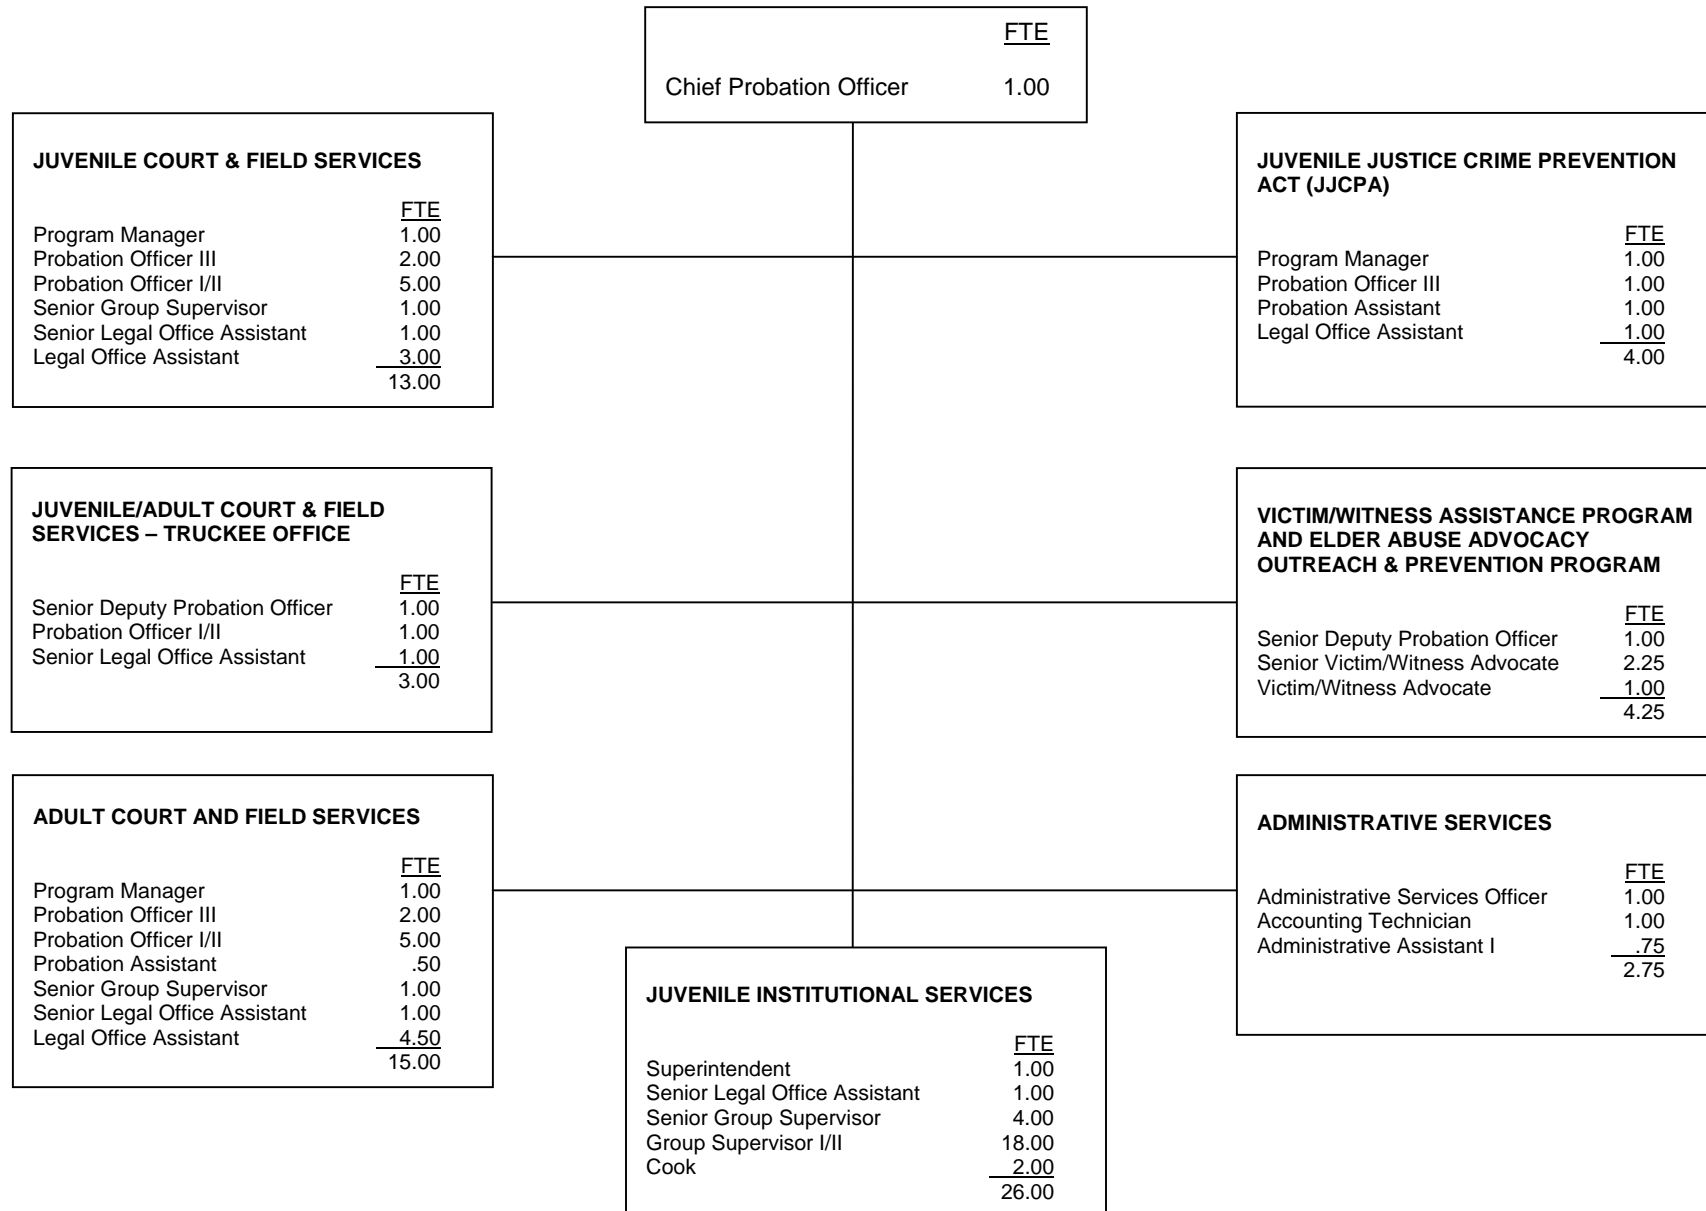 FTE
Chief Probation Officer 1.00
JUVENILE COURT & FIELD SERVICES
FTE
Program Manager 1.00
Probation Officer III 2.00
Probation Officer I/II 5.00
Senior Group Supervisor 1.00
Senior Legal Office Assistant 1.00
Legal Office Assistant 3.00
13.00
JUVENILE JUSTICE CRIME PREVENTION
ACT (JJCPA)
FTE
Program Manager 1.00
Probation Officer III 1.00
Probation Assistant 1.00
Legal Office Assistant 1.00
4.00
JUVENILE/ADULT COURT & FIELD
SERVICES – TRUCKEE OFFICE
FTE
Senior Deputy Probation Officer 1.00
Probation Officer I/II 1.00
Senior Legal Office Assistant 1.00
3.00
VICTIM/WITNESS ASSISTANCE PROGRAM
AND ELDER ABUSE ADVOCACY
OUTREACH & PREVENTION PROGRAM
FTE
Senior Deputy Probation Officer 1.00
Senior Victim/Witness Advocate 2.25
Victim/Witness Advocate 1.00
4.25
ADULT COURT AND FIELD SERVICES
FTE
Program Manager 1.00
Probation Officer III 2.00
Probation Officer I/II 5.00
Probation Assistant .50
Senior Group Supervisor 1.00
Senior Legal Office Assistant 1.00
Legal Office Assistant 4.50
15.00
ADMINISTRATIVE SERVICES
FTE
Administrative Services Officer 1.00
Accounting Technician 1.00
Administrative Assistant I .75
2.75
JUVENILE INSTITUTIONAL SERVICES
FTE
Superintendent 1.00
Senior Legal Office Assistant 1.00
Senior Group Supervisor 4.00
Group Supervisor I/II 18.00
Cook 2.00
26.00